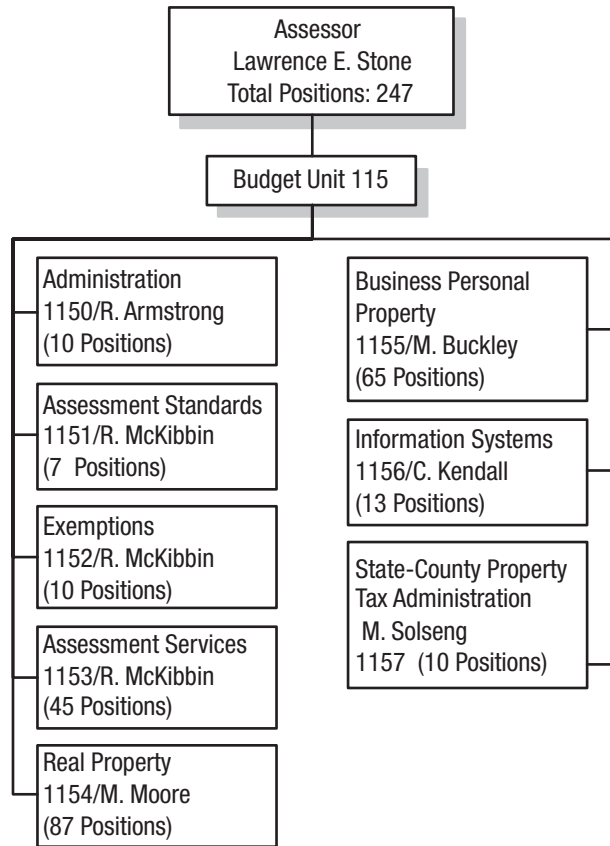 Assessor
Lawrence E. Stone
Total Positions: 247
Budget Unit 115
Administration
1150/R. Armstrong
(10 Positions)
Assessment Standards
1151/R. McKibbin
(7 Positions)
Exemptions
1152/R. McKibbin
(10 Positions)
Assessment Services
1153/R. McKibbin
(45 Positions)
Real Property
1154/M. Moore
(87 Positions)
Business Personal
Property
1155/M. Buckley
(65 Positions)
Information Systems
1156/C. Kendall
(13 Positions)
State-County Property
Tax Administration
M. Solseng
1157 (10 Positions)